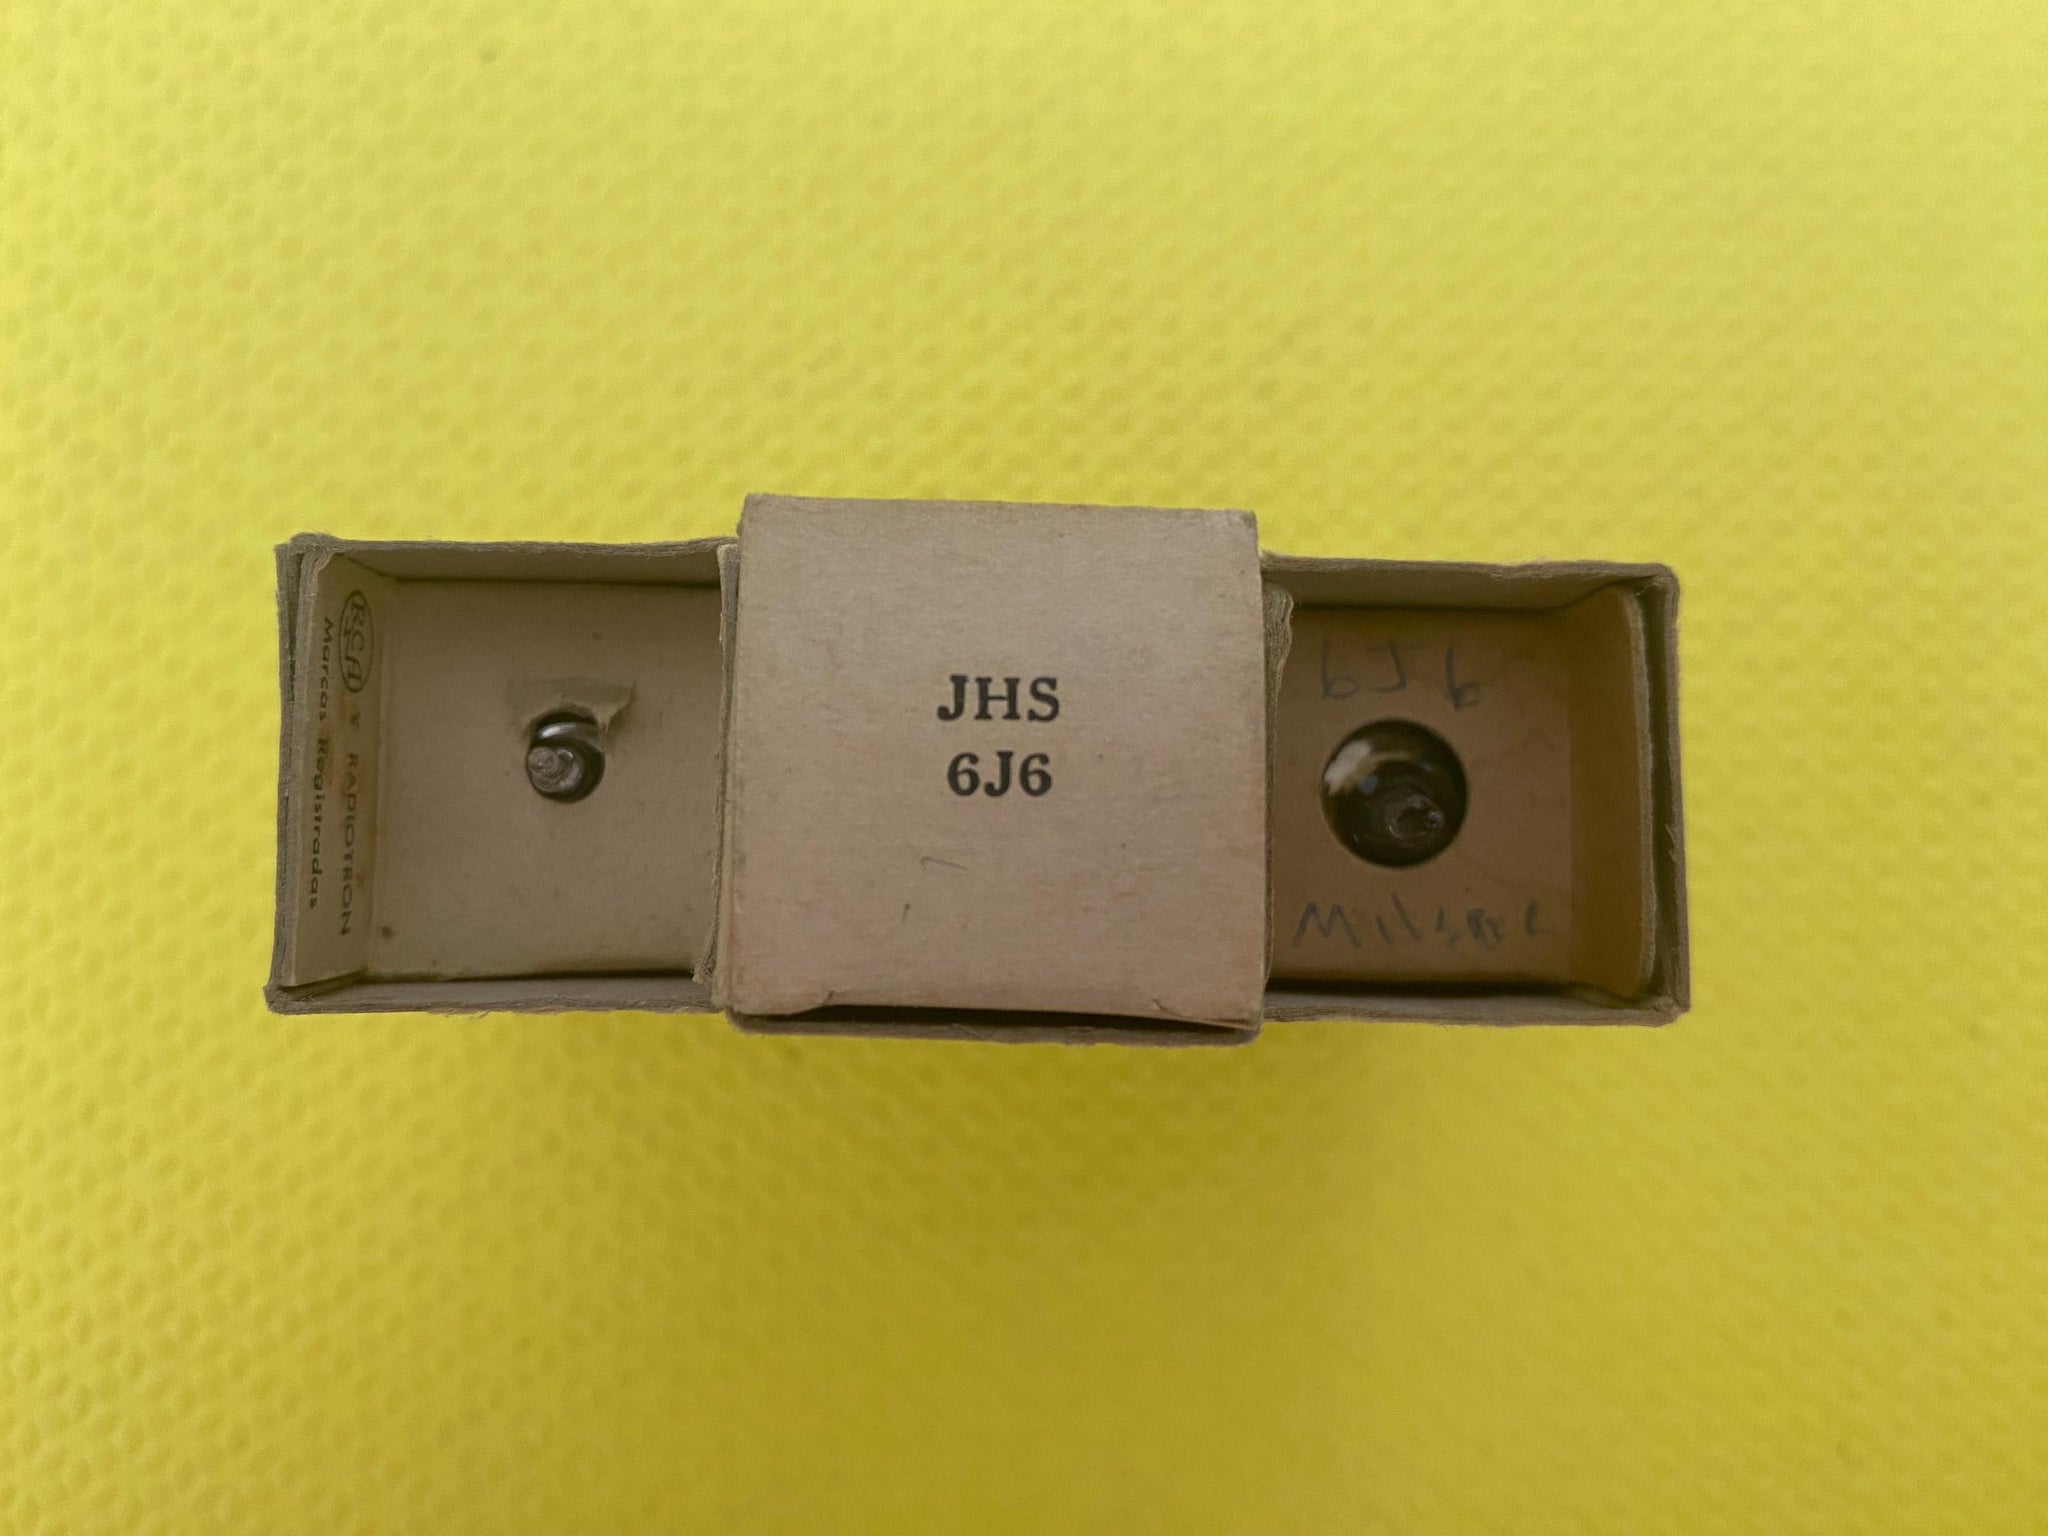 RCA RADIOTRON
Marcas Registradas
JHS
6J6
6J6